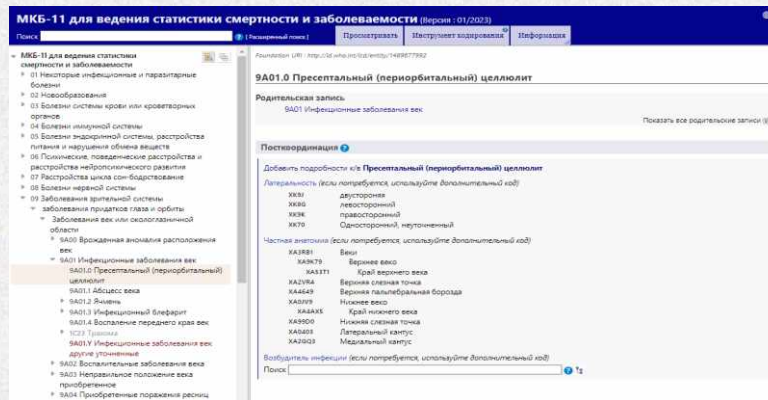 МКБ-11 для ведения статистики смертности и заболеваемости (Версия : 01/2023)
Поиск
[ Расширенный поиск ]
Просматривать
Инструмент кодирования
Информация
МКБ-11 для ведения статистики
смертности и заболеваемости
01 Некоторые инфекционные и паразитарные
болезни
02 Новообразования
03 Болезни системы крови или кроветворных
органов
04 Болезни иммунной системы
05 Болезни эндокринной системы, расстройства
питания и нарушения обмена веществ
06 Психические, поведенческие расстройства и
расстройства нейропсихического развития
07 Расстройства цикла сон-бодрствование
08 Болезни нервной системы
09 Заболевания зрительной системы
заболевания придатков глаза и орбиты
Заболевания век или окологлазничной
области
9A00 Врожденная аномалия расположения
век
9A01 Инфекционные заболевания век
9A01.0 Пресептальный (периорбитальный)
целлюлит
9A01.1 Абсцесс века
9A01.2 Ячмень
9A01.3 Инфекционный блефарит
9A01.4 Воспаление переднего края век
1C23 Трахома
9A01.Y Инфекционные заболевания век
другие уточненные
9A02 Воспалительные заболевания века
9A03 Неправильное положение века
приобретенное
9A04 Приобретенные поражения ресниц
Foundation URI : http://id.who.int/icd/entity/1489677992
9A01.0 Пресептальный (периорбитальный) целлюлит
Родительская запись
9A01 Инфекционные заболевания век
Показать все родительские записи
Посткоординация
Добавить подробности к/в Пресептальный (периорбитальный) целлюлит
Латеральность (если потребуется, используйте дополнительный код)
XK9J двусторонняя
XK8G левосторонний
XK9K правосторонний
XK70 Односторонний, неуточненный
Частная анатомия (если потребуется, используйте дополнительный код)
XA3RB1 Веки
XA9K79 Верхнее веко
XA53T1 Край верхнего века
XA2VR4 Верхняя слезная точка
XA4649 Верхняя пальпебральная борозда
XA0JV9 Нижнее веко
XA4AX5 Край нижнего века
XA99D0 Нижняя слезная точка
XA0403 Латеральный кантус
XA2GQ3 Медиальный кантус
Возбудитель инфекции (если потребуется, используйте дополнительный код)
Поиск